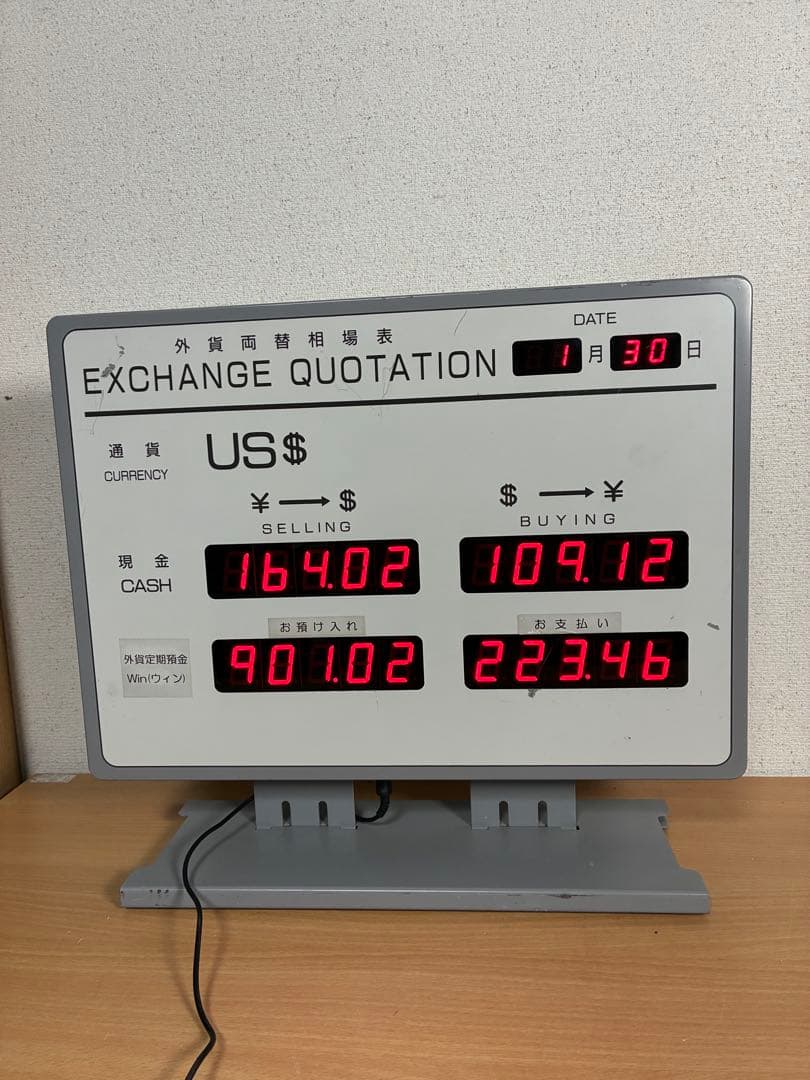 DATE
外貨両替相場表
EXCHANGE QUOTATION 1月30日
通貨 US$
CURRENCY
¥→$ $→¥
SELLING BUYING
現金 164.02 109.12
CASH
お預け入れ お支払い
外貨定期預金 901.02 223.46
Win(ウィン)